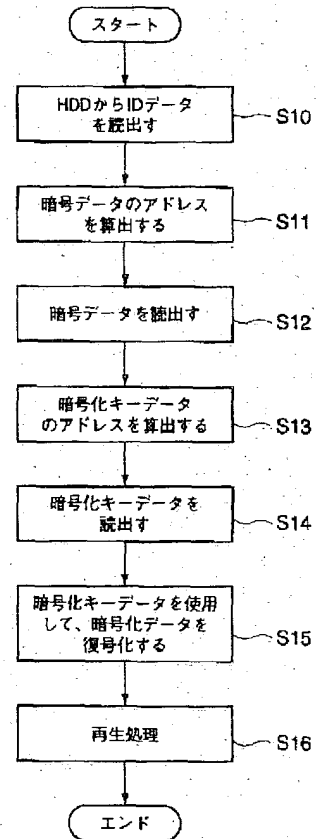 スタート
HDDからIDデータ
を読出す
S10
暗号データのアドレス
を算出する
S11
暗号データを読出す
S12
暗号化キーデータ
のアドレスを算出する
S13
暗号化キーデータを
読出す
S14
暗号化キーデータを使用
して、暗号化データを
復号化する
S15
再生処理
S16
エンド